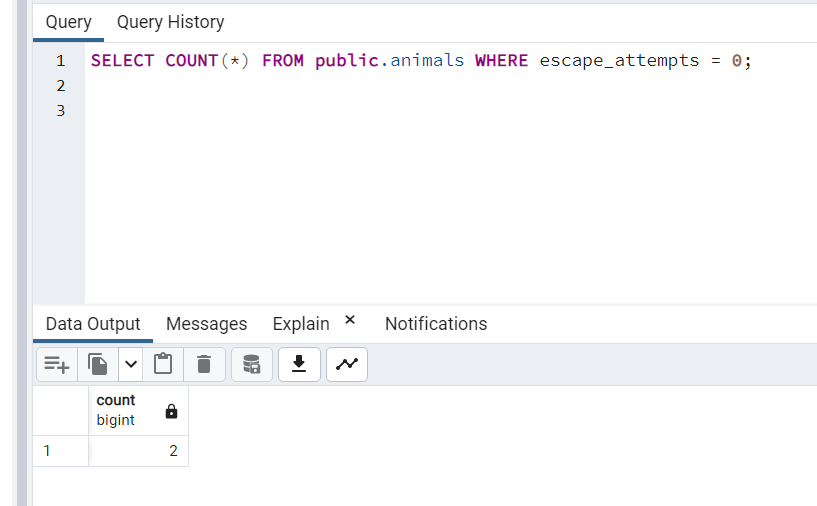 Query Query History
1 SELECT COUNT(*) FROM public.animals WHERE escape_attempts = 0;
2
3
Data Output Messages Explain × Notifications
count
bigint
1 2